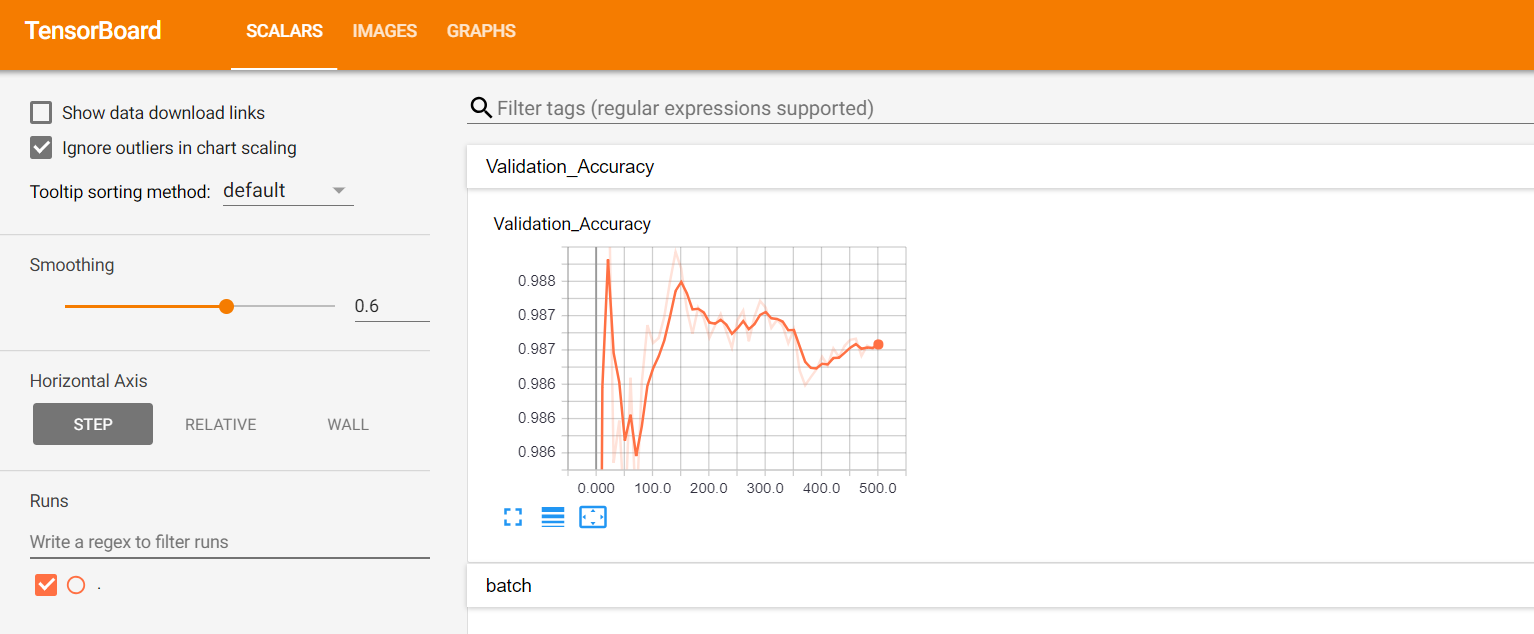 TensorBoard SCALARS IMAGES GRAPHS
Show data download links
Ignore outliers in chart scaling
Tooltip sorting method: default
Smoothing
0.6
Horizontal Axis
STEP RELATIVE WALL
Runs
Write a regex to filter runs
.
Filter tags (regular expressions supported)
Validation_Accuracy
Validation_Accuracy
0.988
0.987
0.987
0.986
0.986
0.986
0.000 100.0 200.0 300.0 400.0 500.0
batch